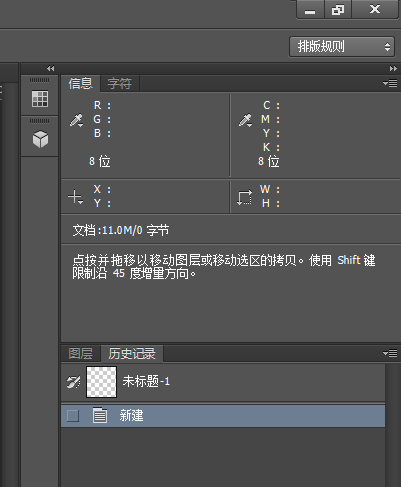 排版规则
信息 字符
R : C :
G : M :
B : Y :
K :
8 位 8 位
X : W :
Y : H :
文档:11.0M/0 字节
点按并拖移以移动图层或移动选区的拷贝。使用 Shift 键
限制沿 45 度增量方向。
图层 历史记录
未标题-1
新建